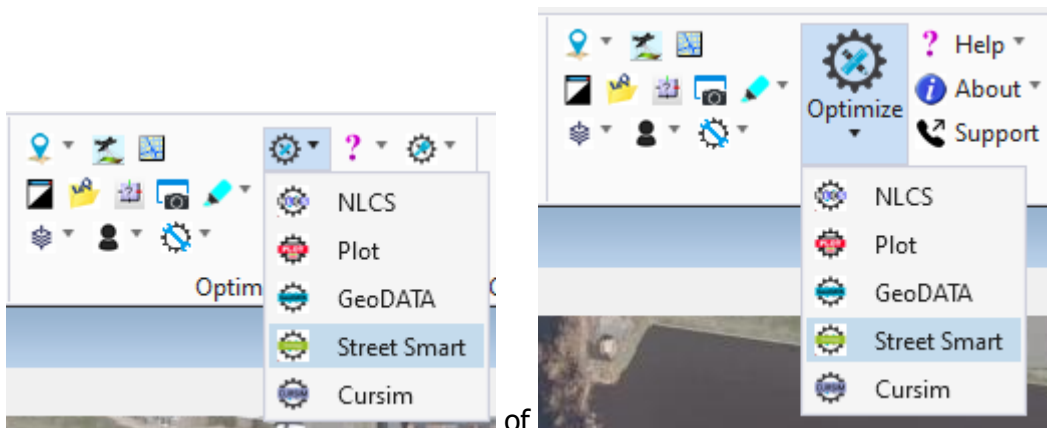 ? Help
Optimize
i About
Support
?
NLCS
Plot
Optim
GeoDATA
Street Smart
Cursim
of
NLCS
Plot
GeoDATA
Street Smart
Cursim